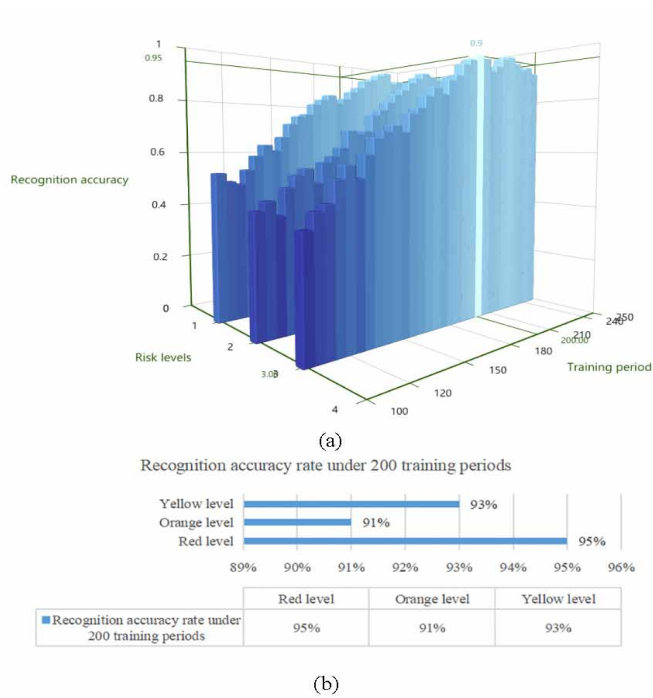 1
0.95
0.9
0.8
0.6
Recognition accuracy
0.4
0.2
0
1
Risk levels
2
3.00
3
4
100
120
150
180
200.00
210
240
250
Training period
(a)
Recognition accuracy rate under 200 training periods
Yellow level
93%
Orange level
91%
Red level
95%
89% 90% 91% 92% 93% 94% 95% 96%
Red level Orange level Yellow level
Recognition accuracy rate under 95% 91% 93%
200 training periods
(b)